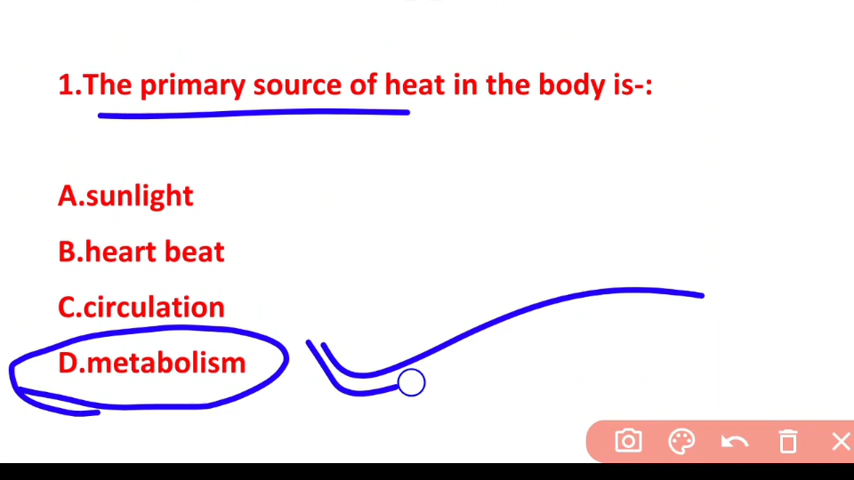 1.The primary source of heat in the body is-:
A.sunlight
B.heart beat
C.circulation
D.metabolism